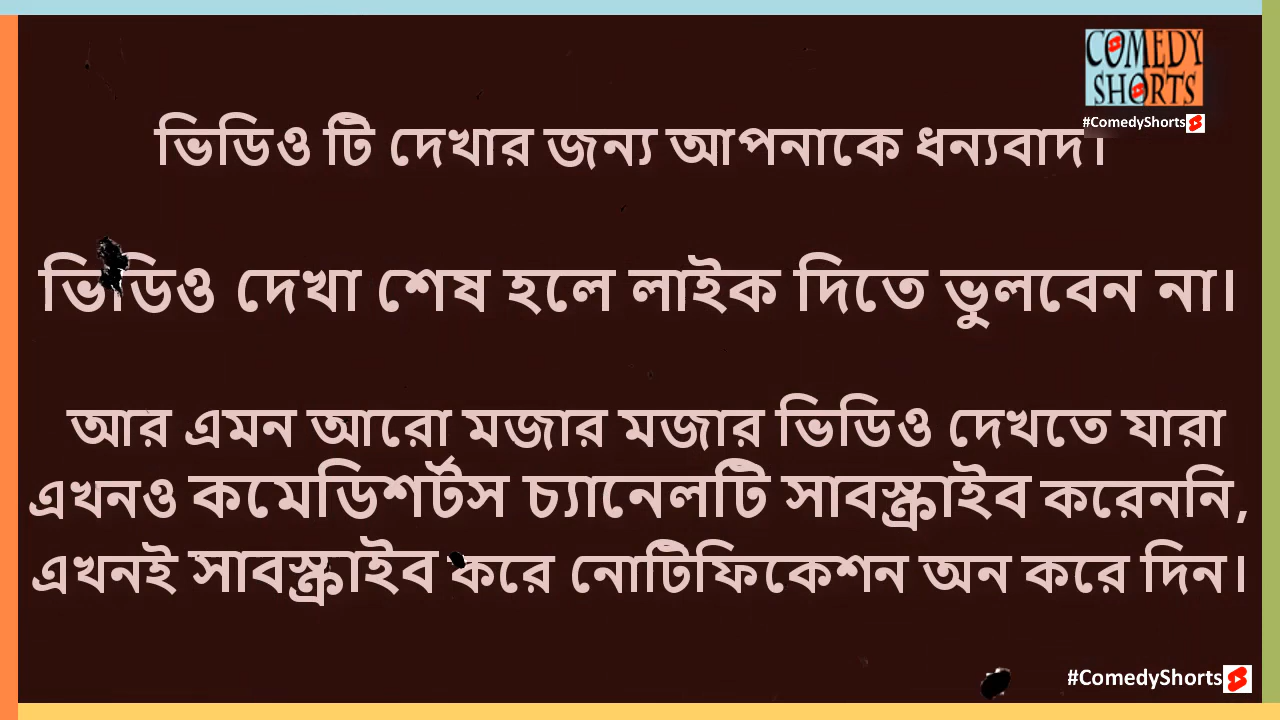 COMEDY
SHORTS
#ComedyShorts
ভিডিও টি দেখার জন্য আপনাকে ধন্যবাদ।
ভিডিও দেখা শেষ হলে লাইক দিতে ভুলবেন না।
আর এমন আরো মজার মজার ভিডিও দেখতে যারা
এখনও কমেডিশর্টস চ্যানেলটি সাবস্ক্রাইব করেননি,
এখনই সাবস্ক্রাইব করে নোটিফিকেশন অন করে দিন।
#ComedyShorts